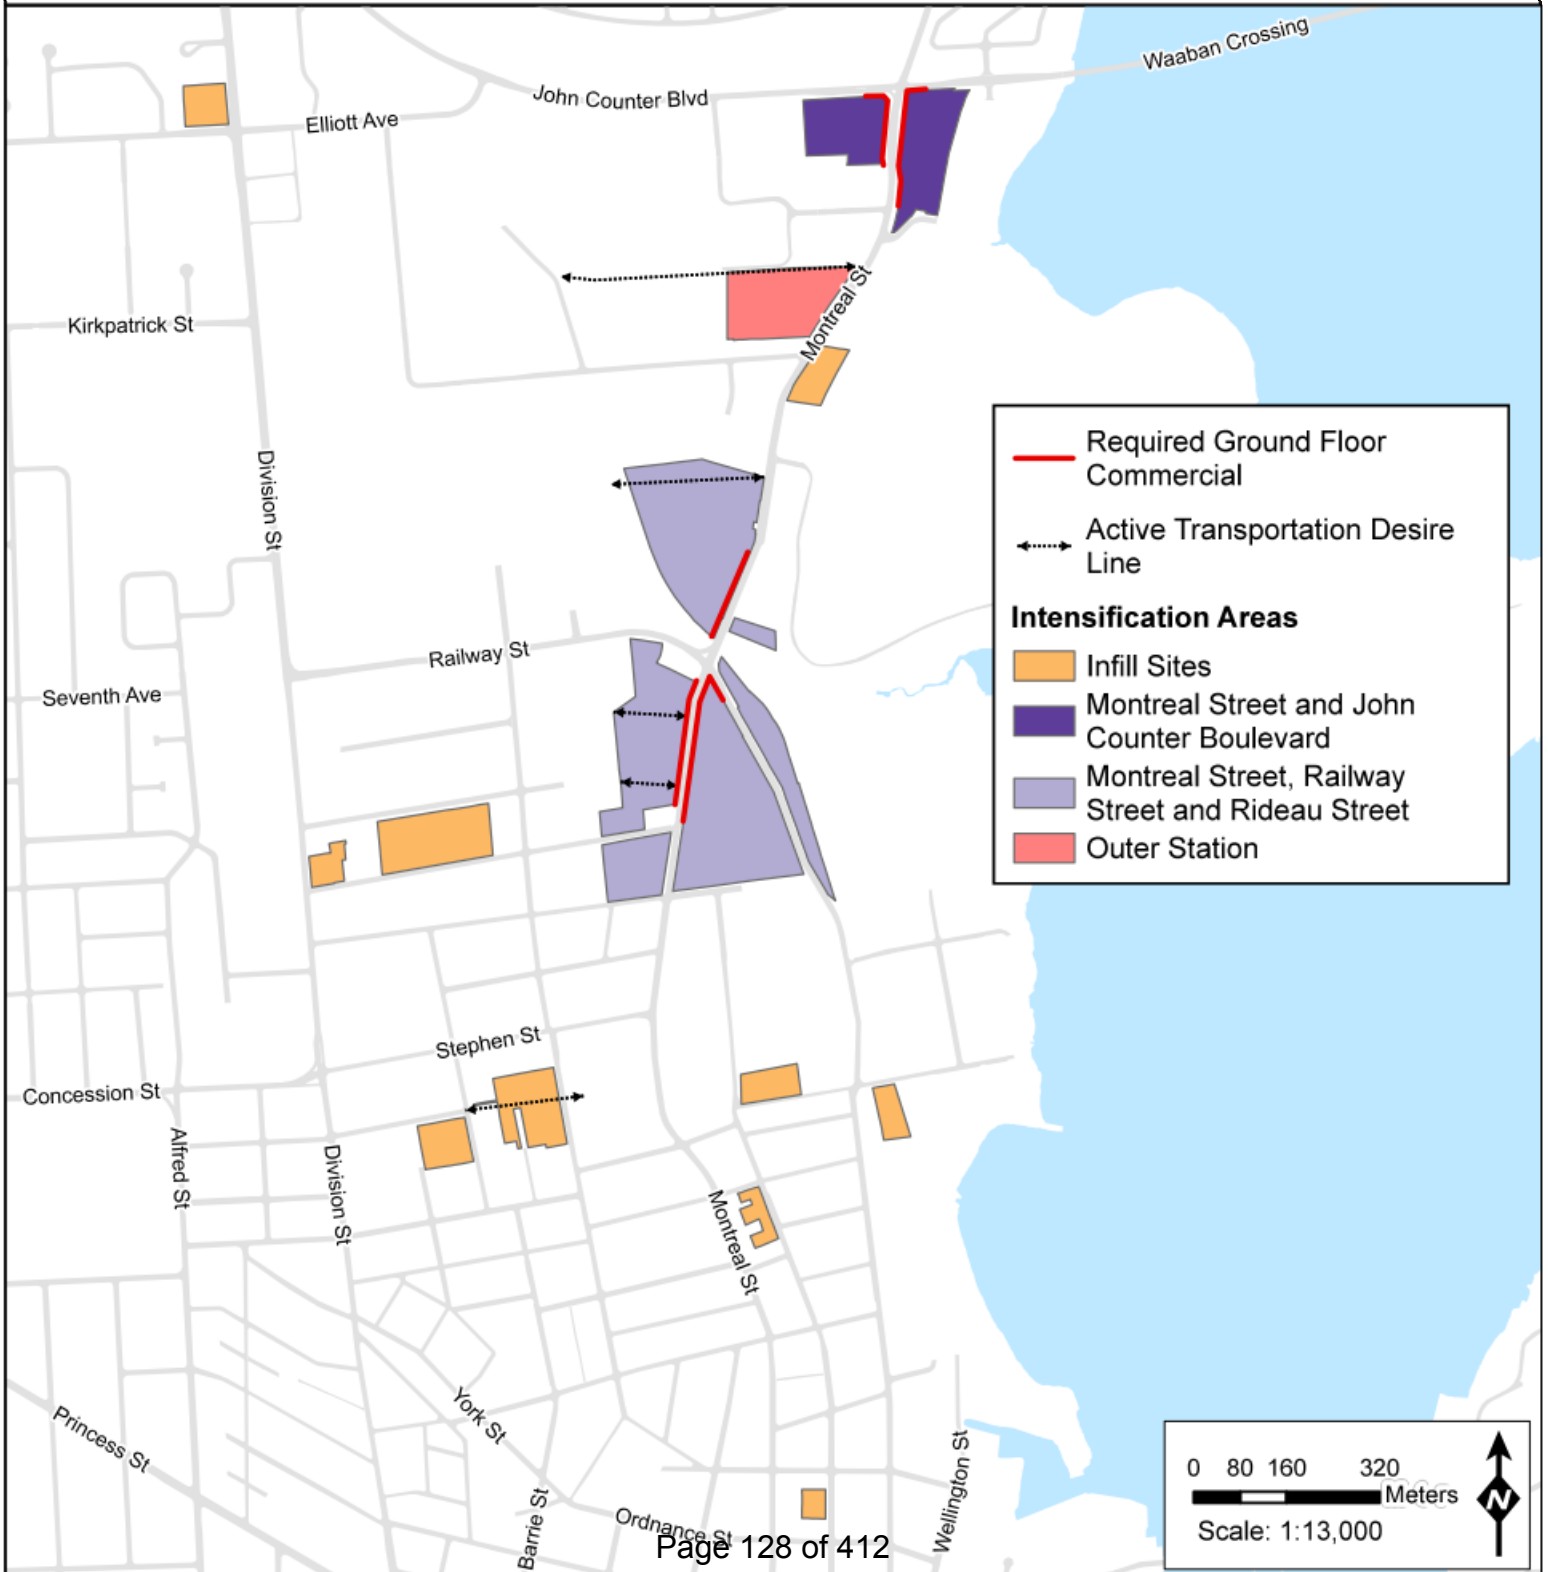 Waaban Crossing
John Counter Blvd
Elliott Ave
Montreal St
Kirkpatrick St
Division St
Required Ground Floor
Commercial
Active Transportation Desire
Line
Intensification Areas
Infill Sites
Montreal Street and John
Counter Boulevard
Montreal Street, Railway
Street and Rideau Street
Outer Station
Railway St
Seventh Ave
Stephen St
Concession St
Alfred St
Division St
Montreal St
York St
Princess St
Barrie St
Ordnance St
Wellington St
0 80 160 320
Meters
N
Scale: 1:13,000
Page 128 of 412